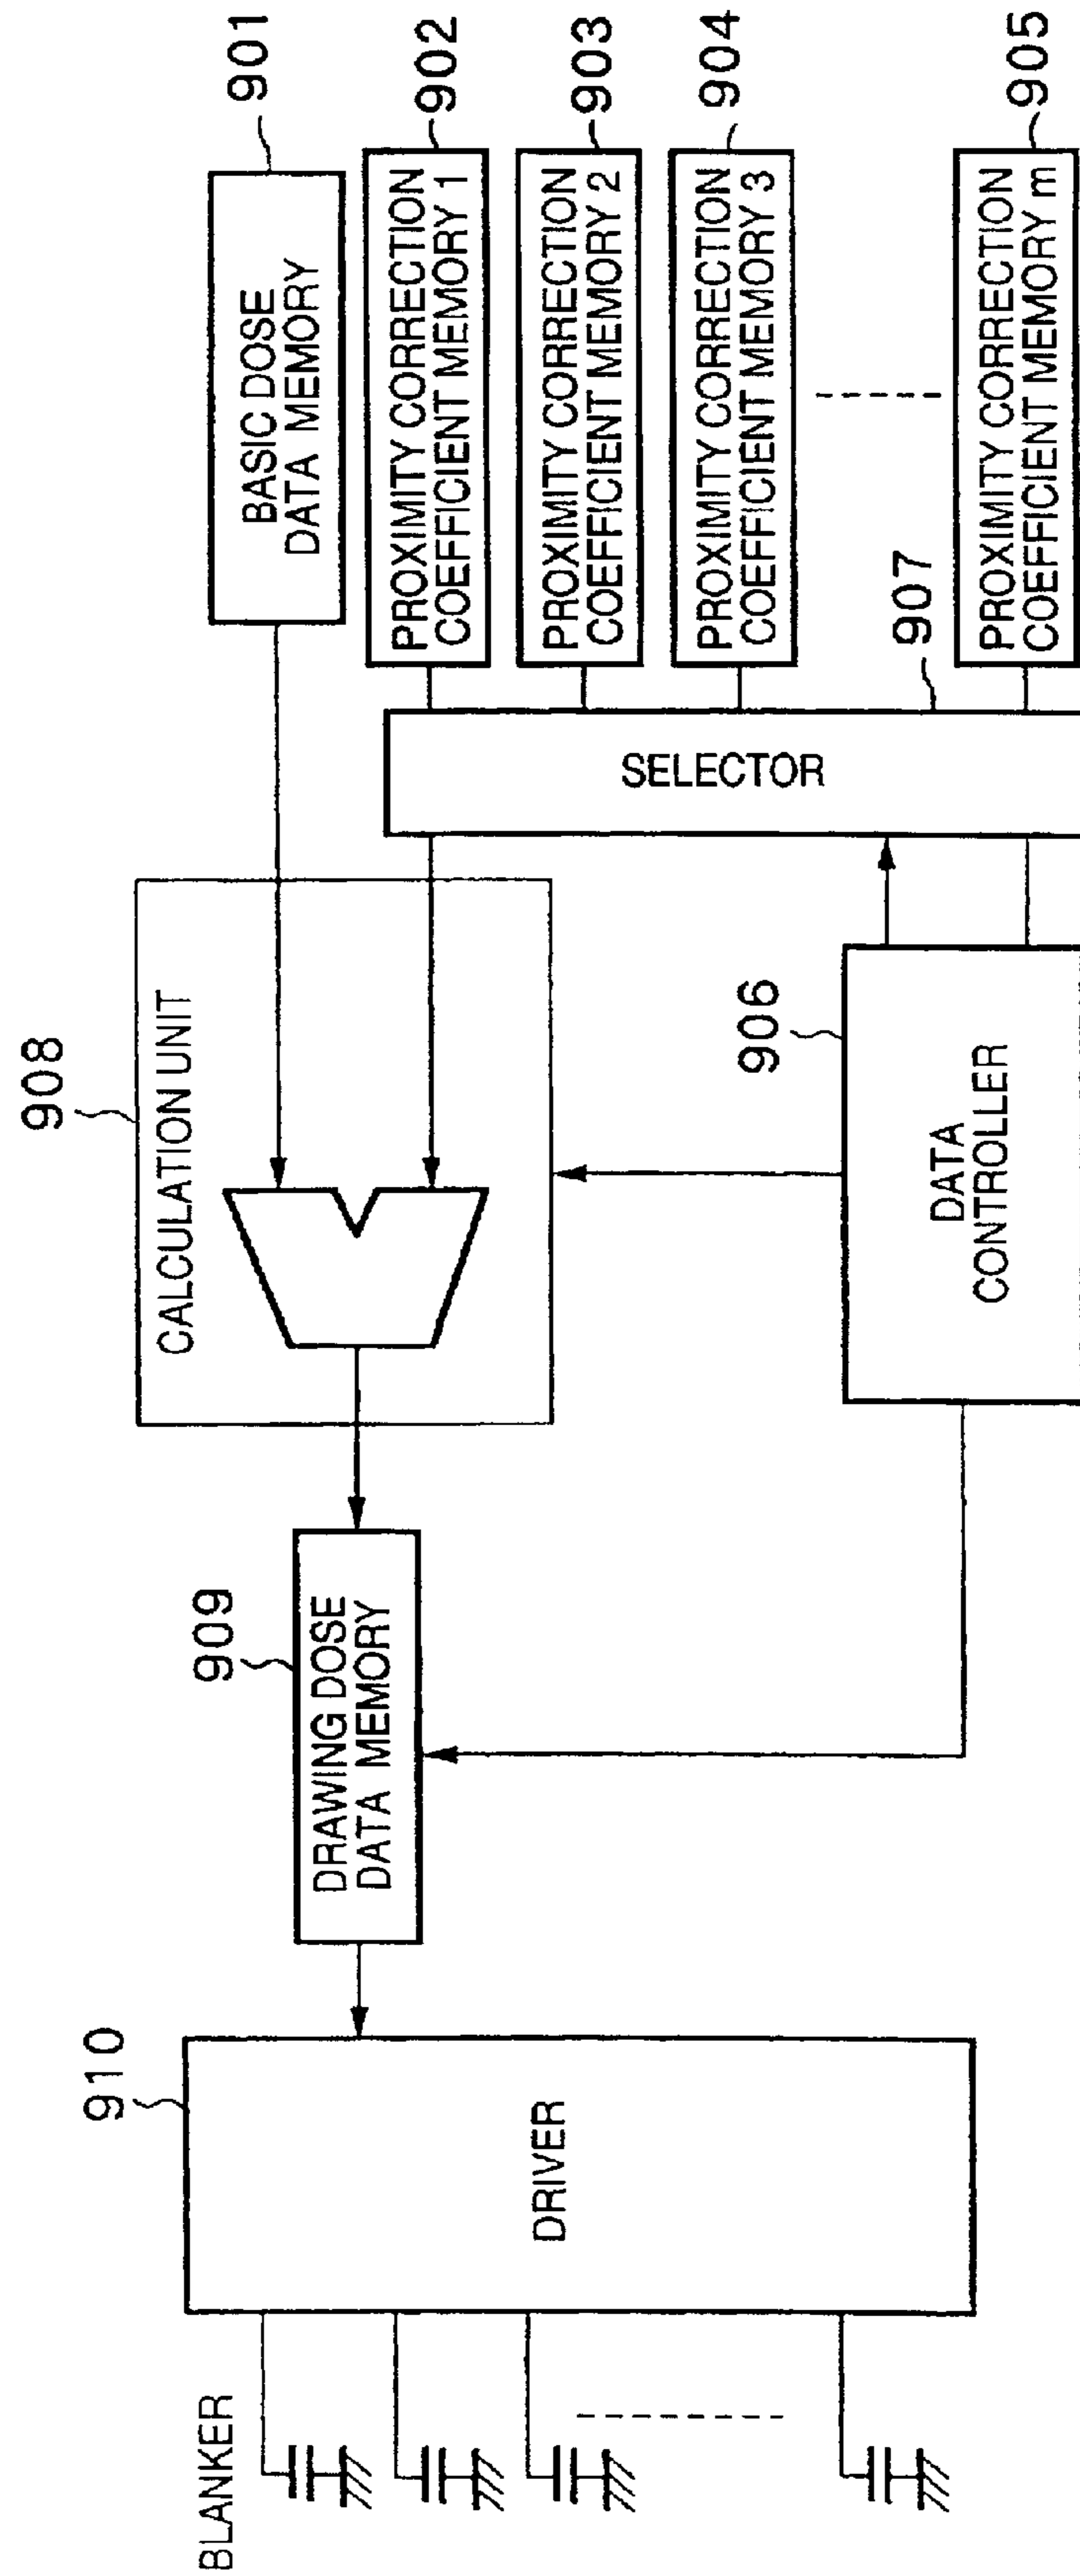 901
BASIC DOSE
DATA MEMORY
902
PROXIMITY CORRECTION
COEFFICIENT MEMORY 1
903
PROXIMITY CORRECTION
COEFFICIENT MEMORY 2
904
PROXIMITY CORRECTION
COEFFICIENT MEMORY 3
905
PROXIMITY CORRECTION
COEFFICIENT MEMORY m
907
SELECTOR
908
CALCULATION UNIT
906
DATA
CONTROLLER
909
DRAWING DOSE
DATA MEMORY
910
DRIVER
BLANKER